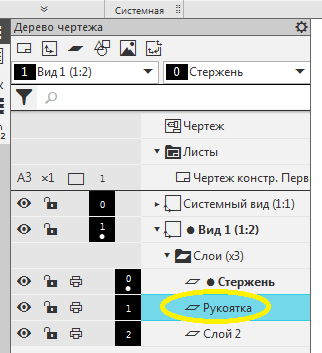 Системная
Дерево чертежа
1 Вид 1 (1:2) 0 Стержень
Чертеж
Листы
A3 ×1 1 Чертеж констр. Перв
0 Системный вид (1:1)
1 ● Вид 1 (1:2)
Слои (x3)
0 ● Стержень
1 Рукоятка
2 Слой 2